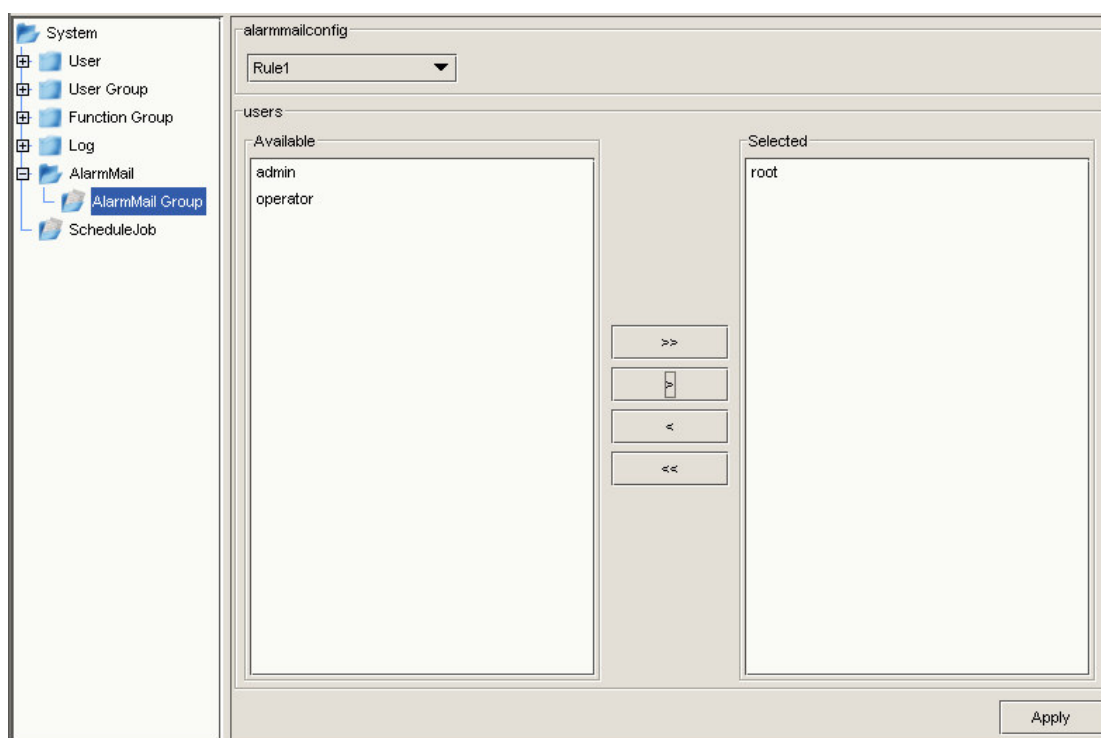 System
User
User Group
Function Group
Log
AlarmMail
AlarmMail Group
ScheduleJob
alarmmailconfig
Rule1
users
Available
admin
operator
>>
>
<
<<
Selected
root
Apply